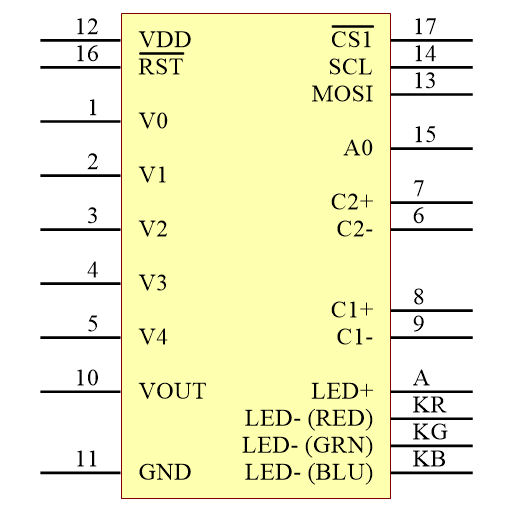 12 VDD
16 RST
1 V0
2 V1
3 V2
4 V3
5 V4
10 VOUT
11 GND
CS1 17
SCL 14
MOSI 13
A0 15
C2+ 7
C2- 6
C1+ 8
C1- 9
LED+ A
LED- (RED) KR
LED- (GRN) KG
LED- (BLU) KB